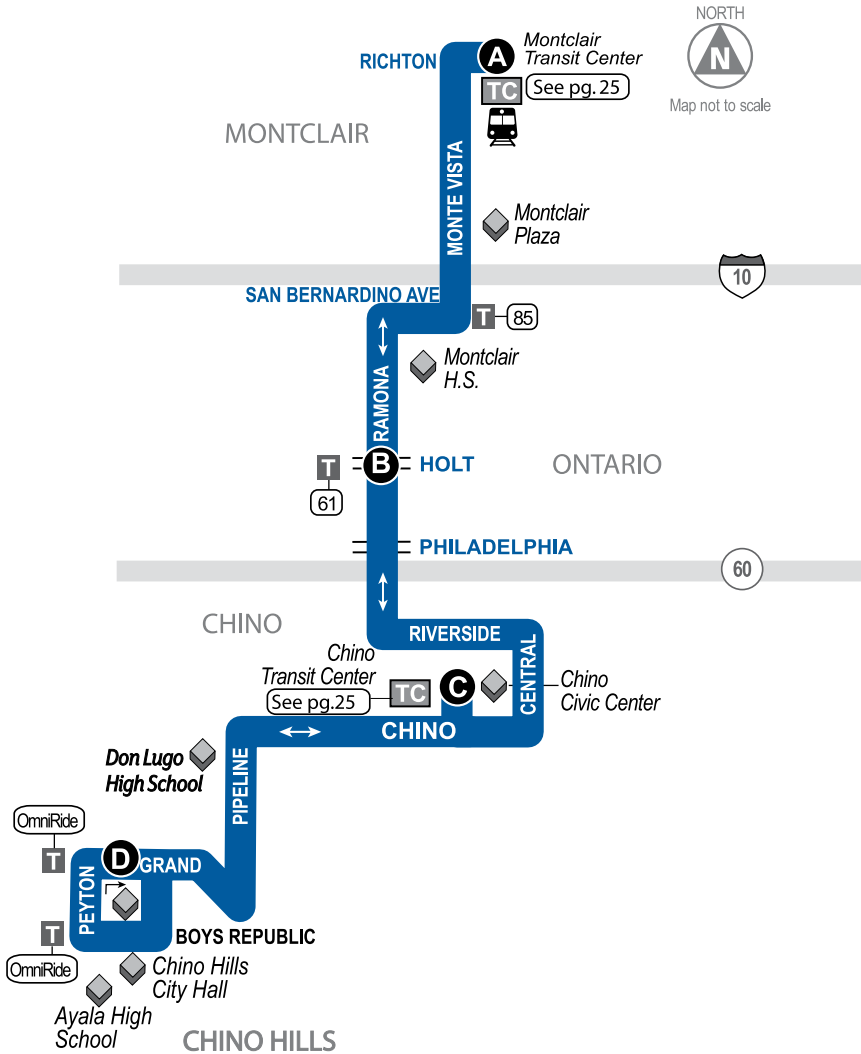 NORTH
N
Map not to scale
RICHTON
A
Montclair
Transit Center
TC
See pg. 25
MONTCLAIR
MONTE VISTA
Montclair
Plaza
10
SAN BERNARDINO AVE
T
85
RAMONA
Montclair
H.S.
T
61
B
HOLT
ONTARIO
PHILADELPHIA
60
CHINO
RIVERSIDE
CENTRAL
Chino
Transit Center
See pg.25
TC
C
Chino
Civic Center
CHINO
Don Lugo
High School
PIPELINE
OmniRide
T
D
GRAND
PEYTON
T
OmniRide
BOYS REPUBLIC
Chino Hills
City Hall
Ayala High
School
CHINO HILLS